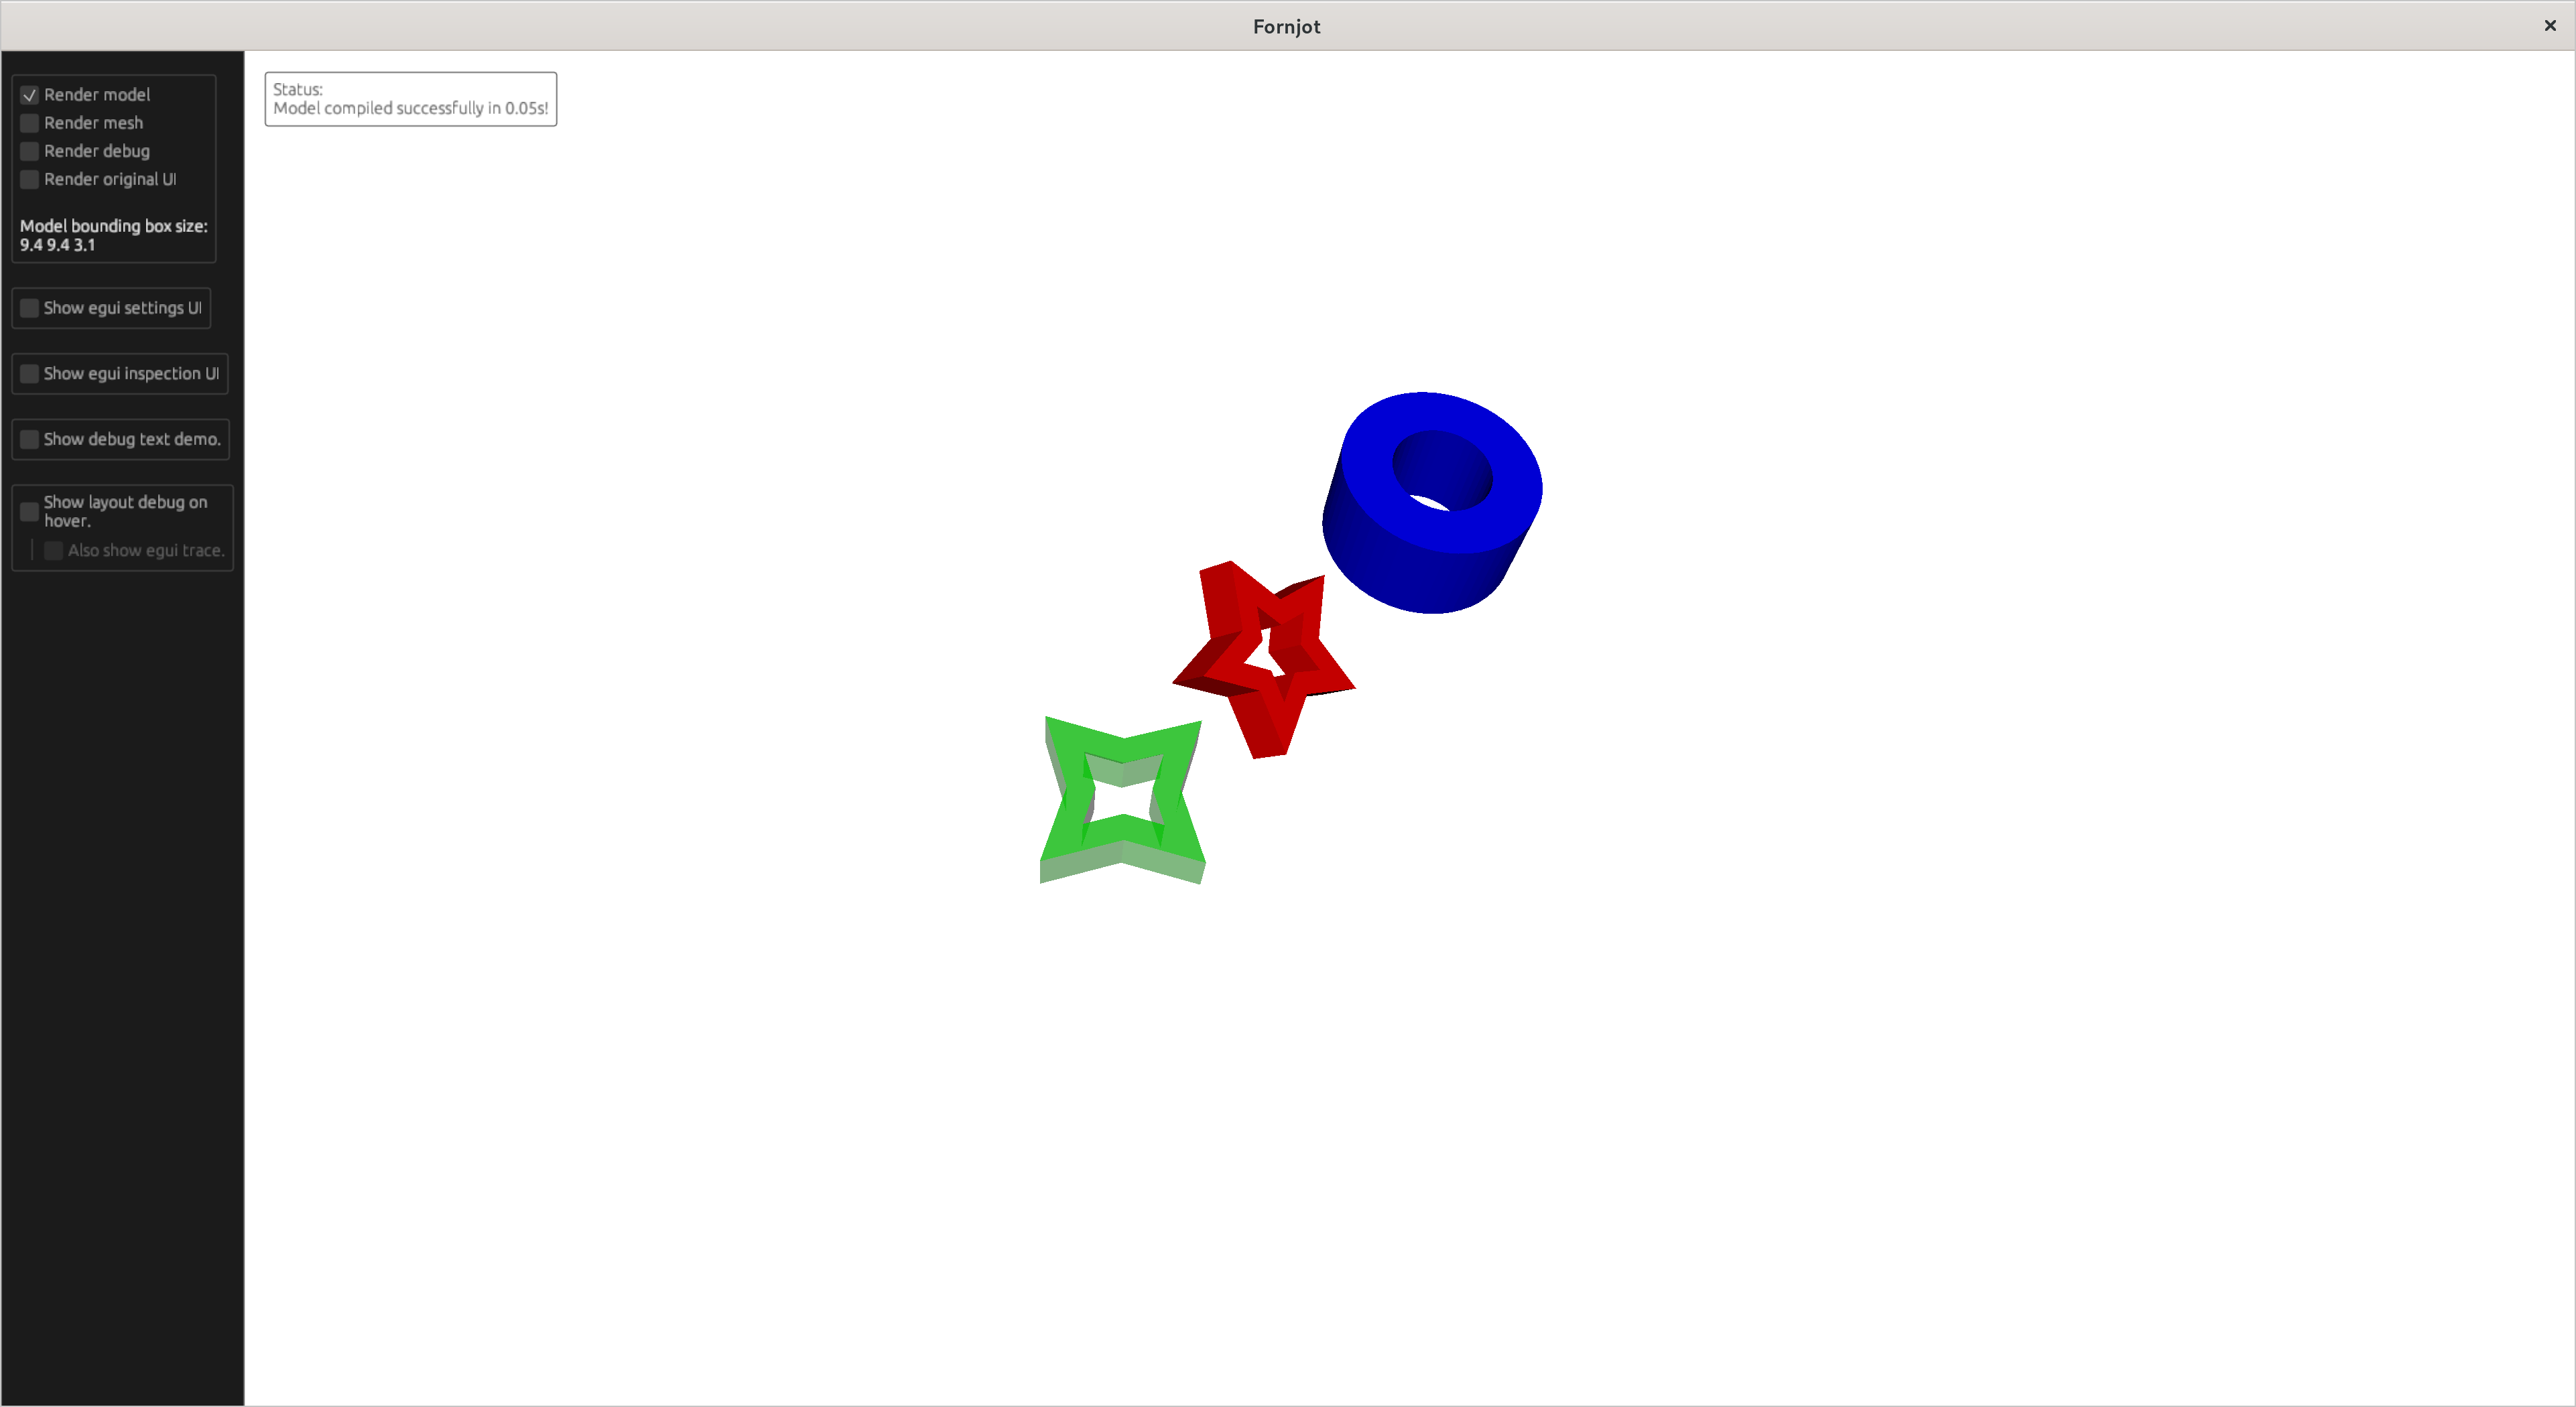 Fornjot
Render model
Render mesh
Render debug
Render original UI
Model bounding box size:
9.4 9.4 3.1
Show egui settings UI
Show egui inspection UI
Show debug text demo.
Show layout debug on
hover.
Also show egui trace.
Status:
Model compiled successfully in 0.05s!